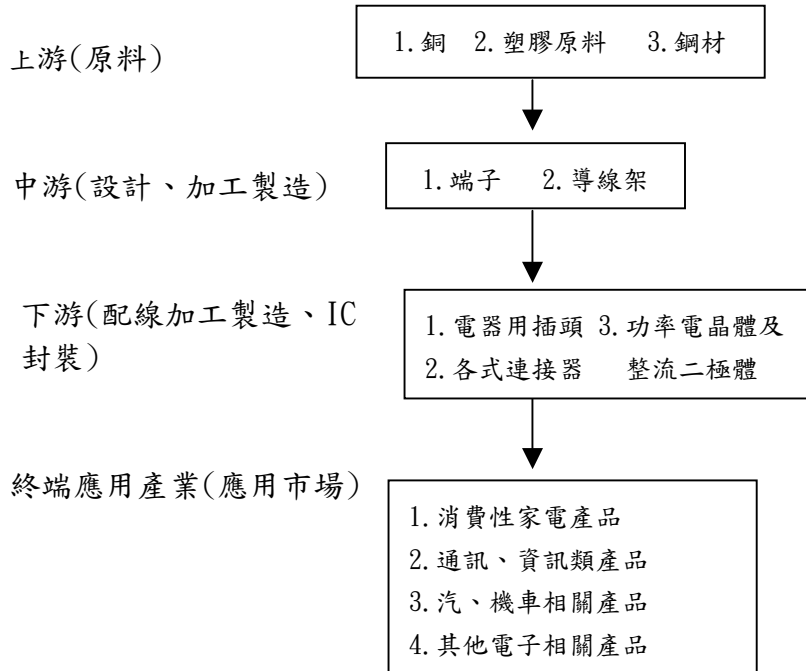 上游(原料)
1.銅 2.塑膠原料 3.鋼材
中游(設計、加工製造)
1.端子 2.導線架
下游(配線加工製造、IC
封裝)
1.電器用插頭 3.功率電晶體及
2.各式連接器 整流二極體
終端應用產業(應用市場)
1.消費性家電產品
2.通訊、資訊類產品
3.汽、機車相關產品
4.其他電子相關產品